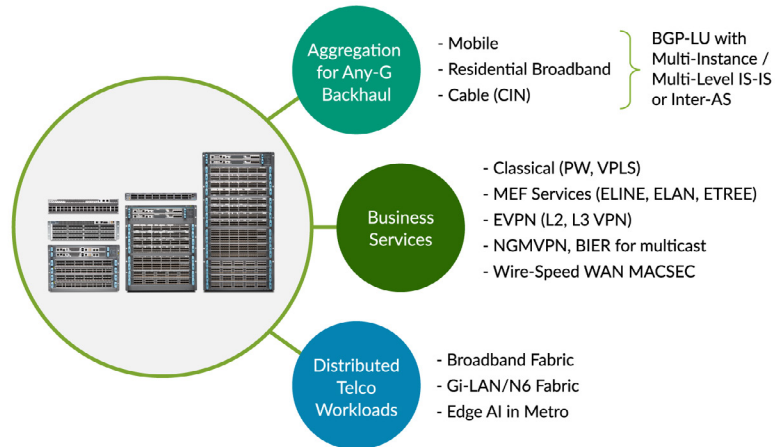 Aggregation
for Any-G
Backhaul
- Mobile
- Residential Broadband
- Cable (CIN)
BGP-LU with
Multi-Instance /
Multi-Level IS-IS
or Inter-AS
Business
Services
- Classical (PW, VPLS)
- MEF Services (ELINE, ELAN, ETREE)
- EVPN (L2, L3 VPN)
- NGMVPN, BIER for multicast
- Wire-Speed WAN MACSEC
Distributed
Telco
Workloads
- Broadband Fabric
- Gi-LAN/N6 Fabric
- Edge AI in Metro